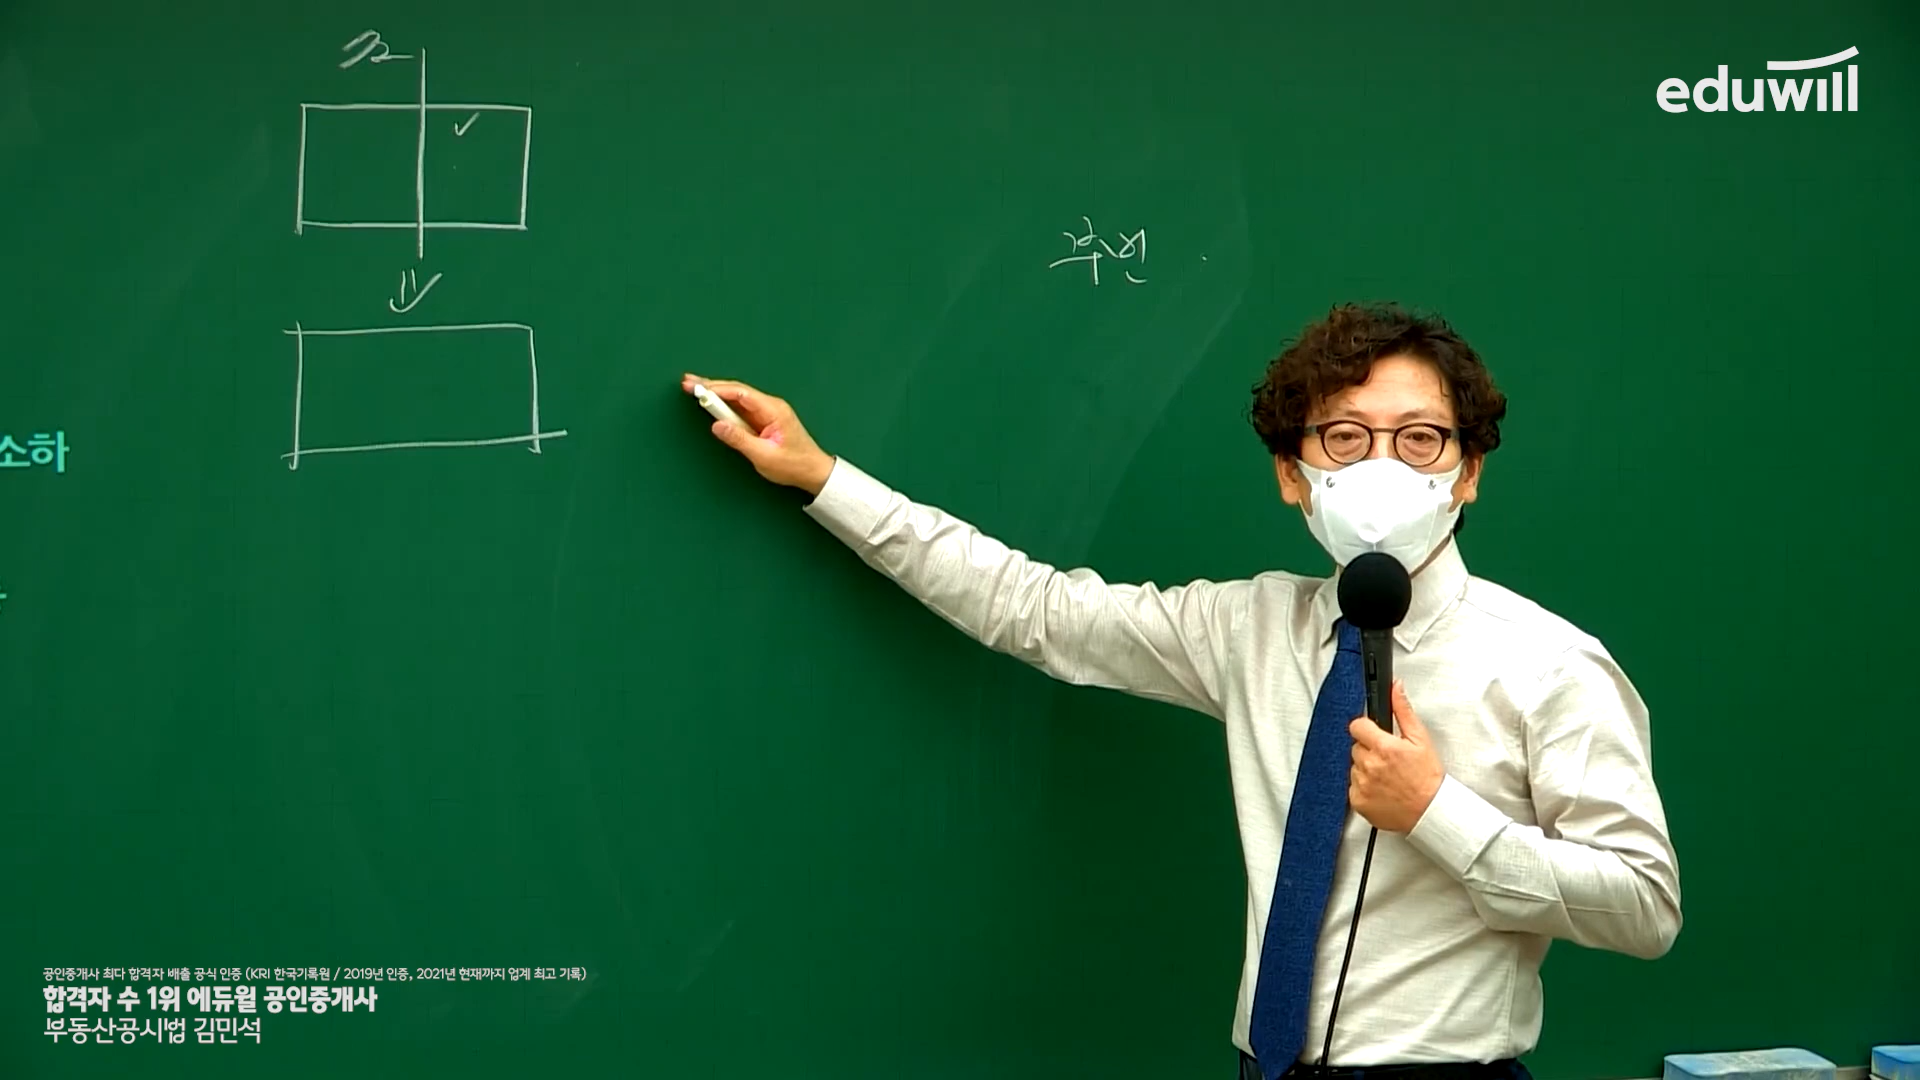 eduwill
주변
소하
공인중개사 최다 합격자 배출 공식 인증 (KRI 한국기록원 / 2019년 인증, 2021년 현재까지 업계 최고 기록)
합격자 수 1위 에듀윌 공인중개사
부동산공시법 김민석